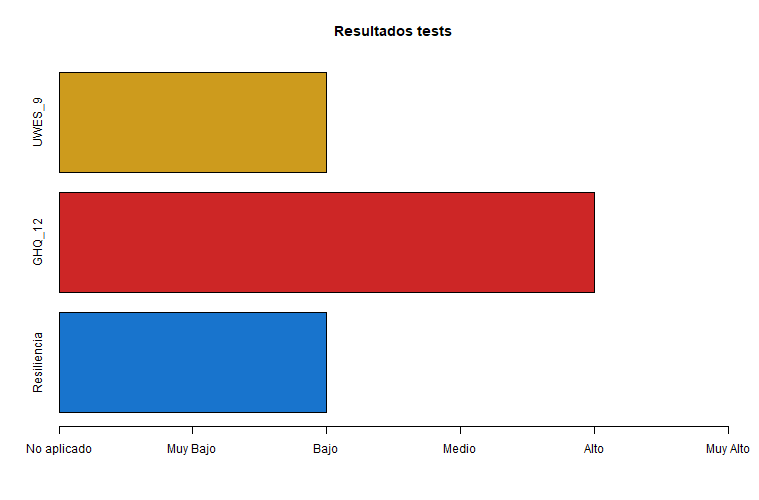 Resultados tests
UWES_9
GHQ_12
Resiliencia
No aplicado Muy Bajo Bajo Medio Alto Muy Alto